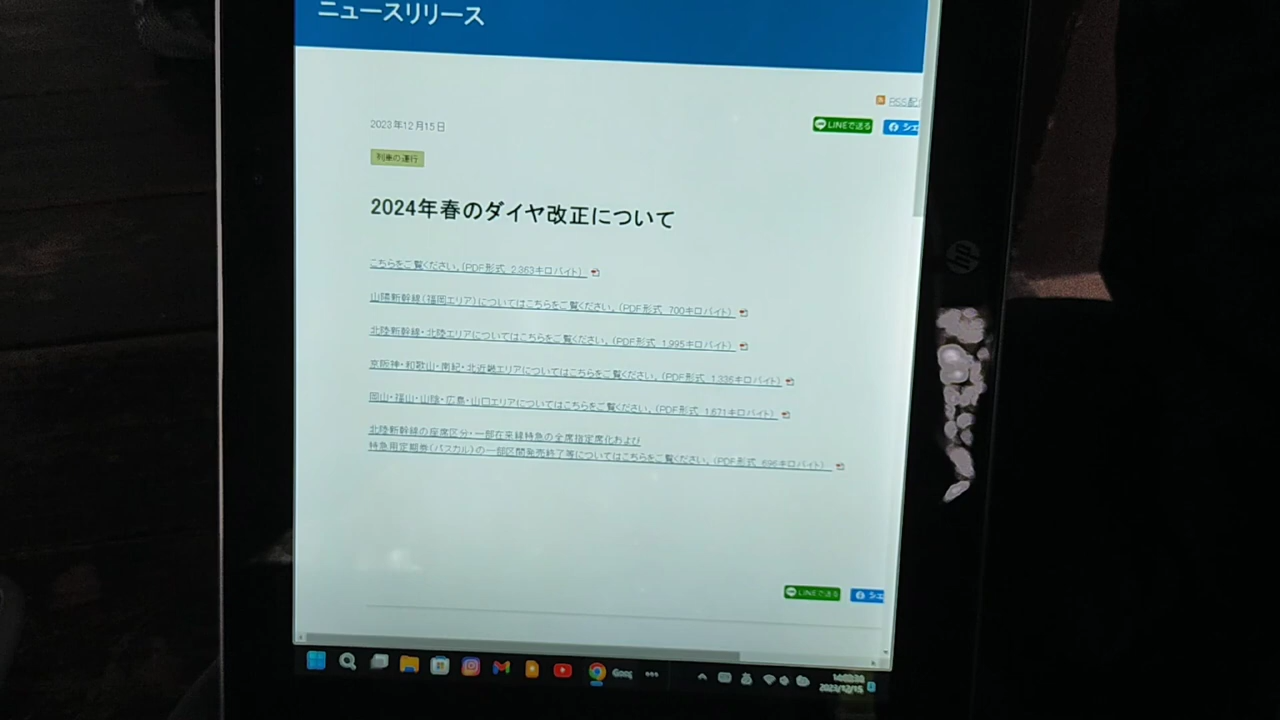 ニュースリリース
RSS配
2023年12月15日
LINEで送る
シェ
列車の運行
2024年春のダイヤ改正について
こちらをご覧ください。(PDF形式 2,363キロバイト)
山陽新幹線(福岡エリア)についてはこちらをご覧ください。(PDF形式 700キロバイト)
北陸新幹線・北陸エリアについてはこちらをご覧ください。(PDF形式 1,995キロバイト)
京阪神・和歌山・南紀・北近畿エリアについてはこちらをご覧ください。(PDF形式 1,336キロバイト)
岡山・福山・山陰・広島・山口エリアについてはこちらをご覧ください。(PDF形式 1,671キロバイト)
北陸新幹線の座席区分・一部在来線特急の全席指定席化および
特急用定期券(パスカル)の一部区間発売終了等についてはこちらをご覧ください。(PDF形式 696キロバイト)
LINEで送る
シェ
hp
Goog
2023/12/15